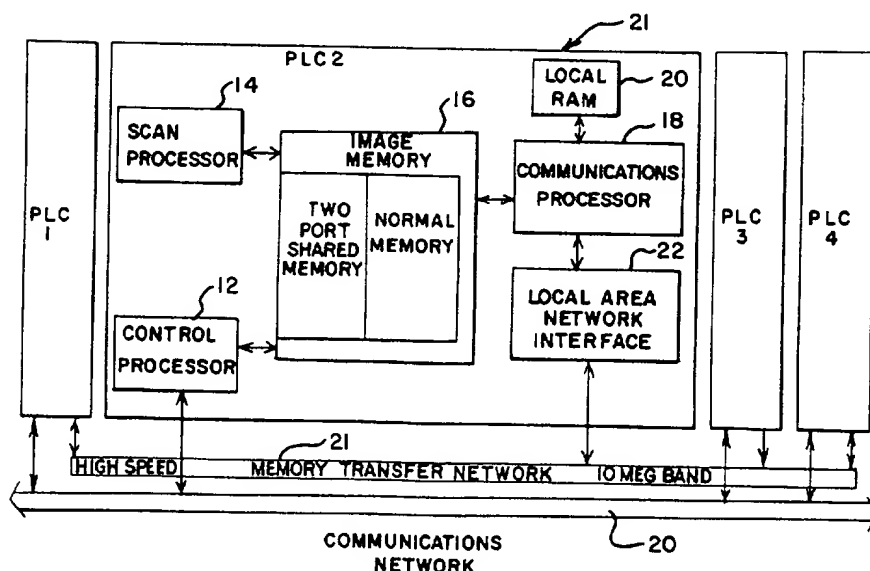 21
PLC2
LOCAL
RAM
20
14
SCAN
PROCESSOR
16
IMAGE
MEMORY
18
COMMUNICATIONS
PROCESSOR
PLC
1
TWO
PORT
SHARED
MEMORY
NORMAL
MEMORY
PLC
3
PLC
4
22
LOCAL AREA
NETWORK
INTERFACE
12
CONTROL
PROCESSOR
21
HIGH SPEED MEMORY TRANSFER NETWORK 10 MEG BAND
20
COMMUNICATIONS
NETWORK